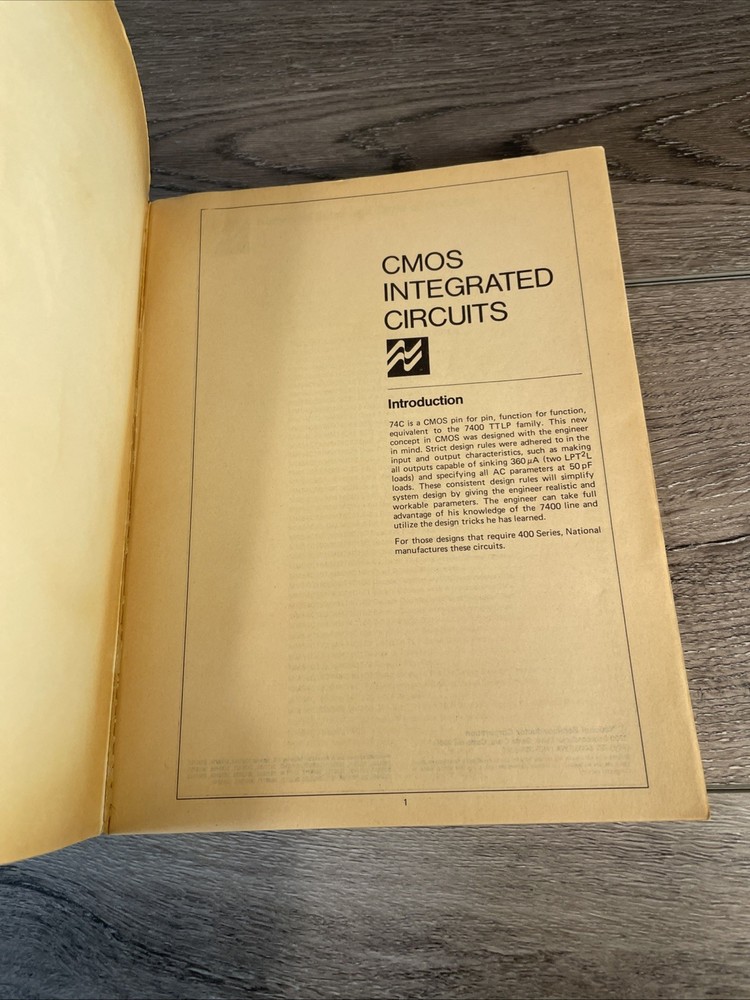 CMOS
INTEGRATED
CIRCUITS
Introduction
74C is a CMOS pin for pin, function for function,
equivalent to the 7400 TTLP family. This new
concept in CMOS was designed with the engineer
in mind. Strict design rules were adhered to in the
input and output characteristics, such as making
all outputs capable of sinking 360 µA (two LPT²L
loads) and specifying all AC parameters at 50 pF
loads. These consistent design rules will simplify
system design by giving the engineer realistic and
workable parameters. The engineer can take full
advantage of his knowledge of the 7400 line and
utilize the design tricks he has learned.
For those designs that require 400 Series, National
manufactures these circuits.
1